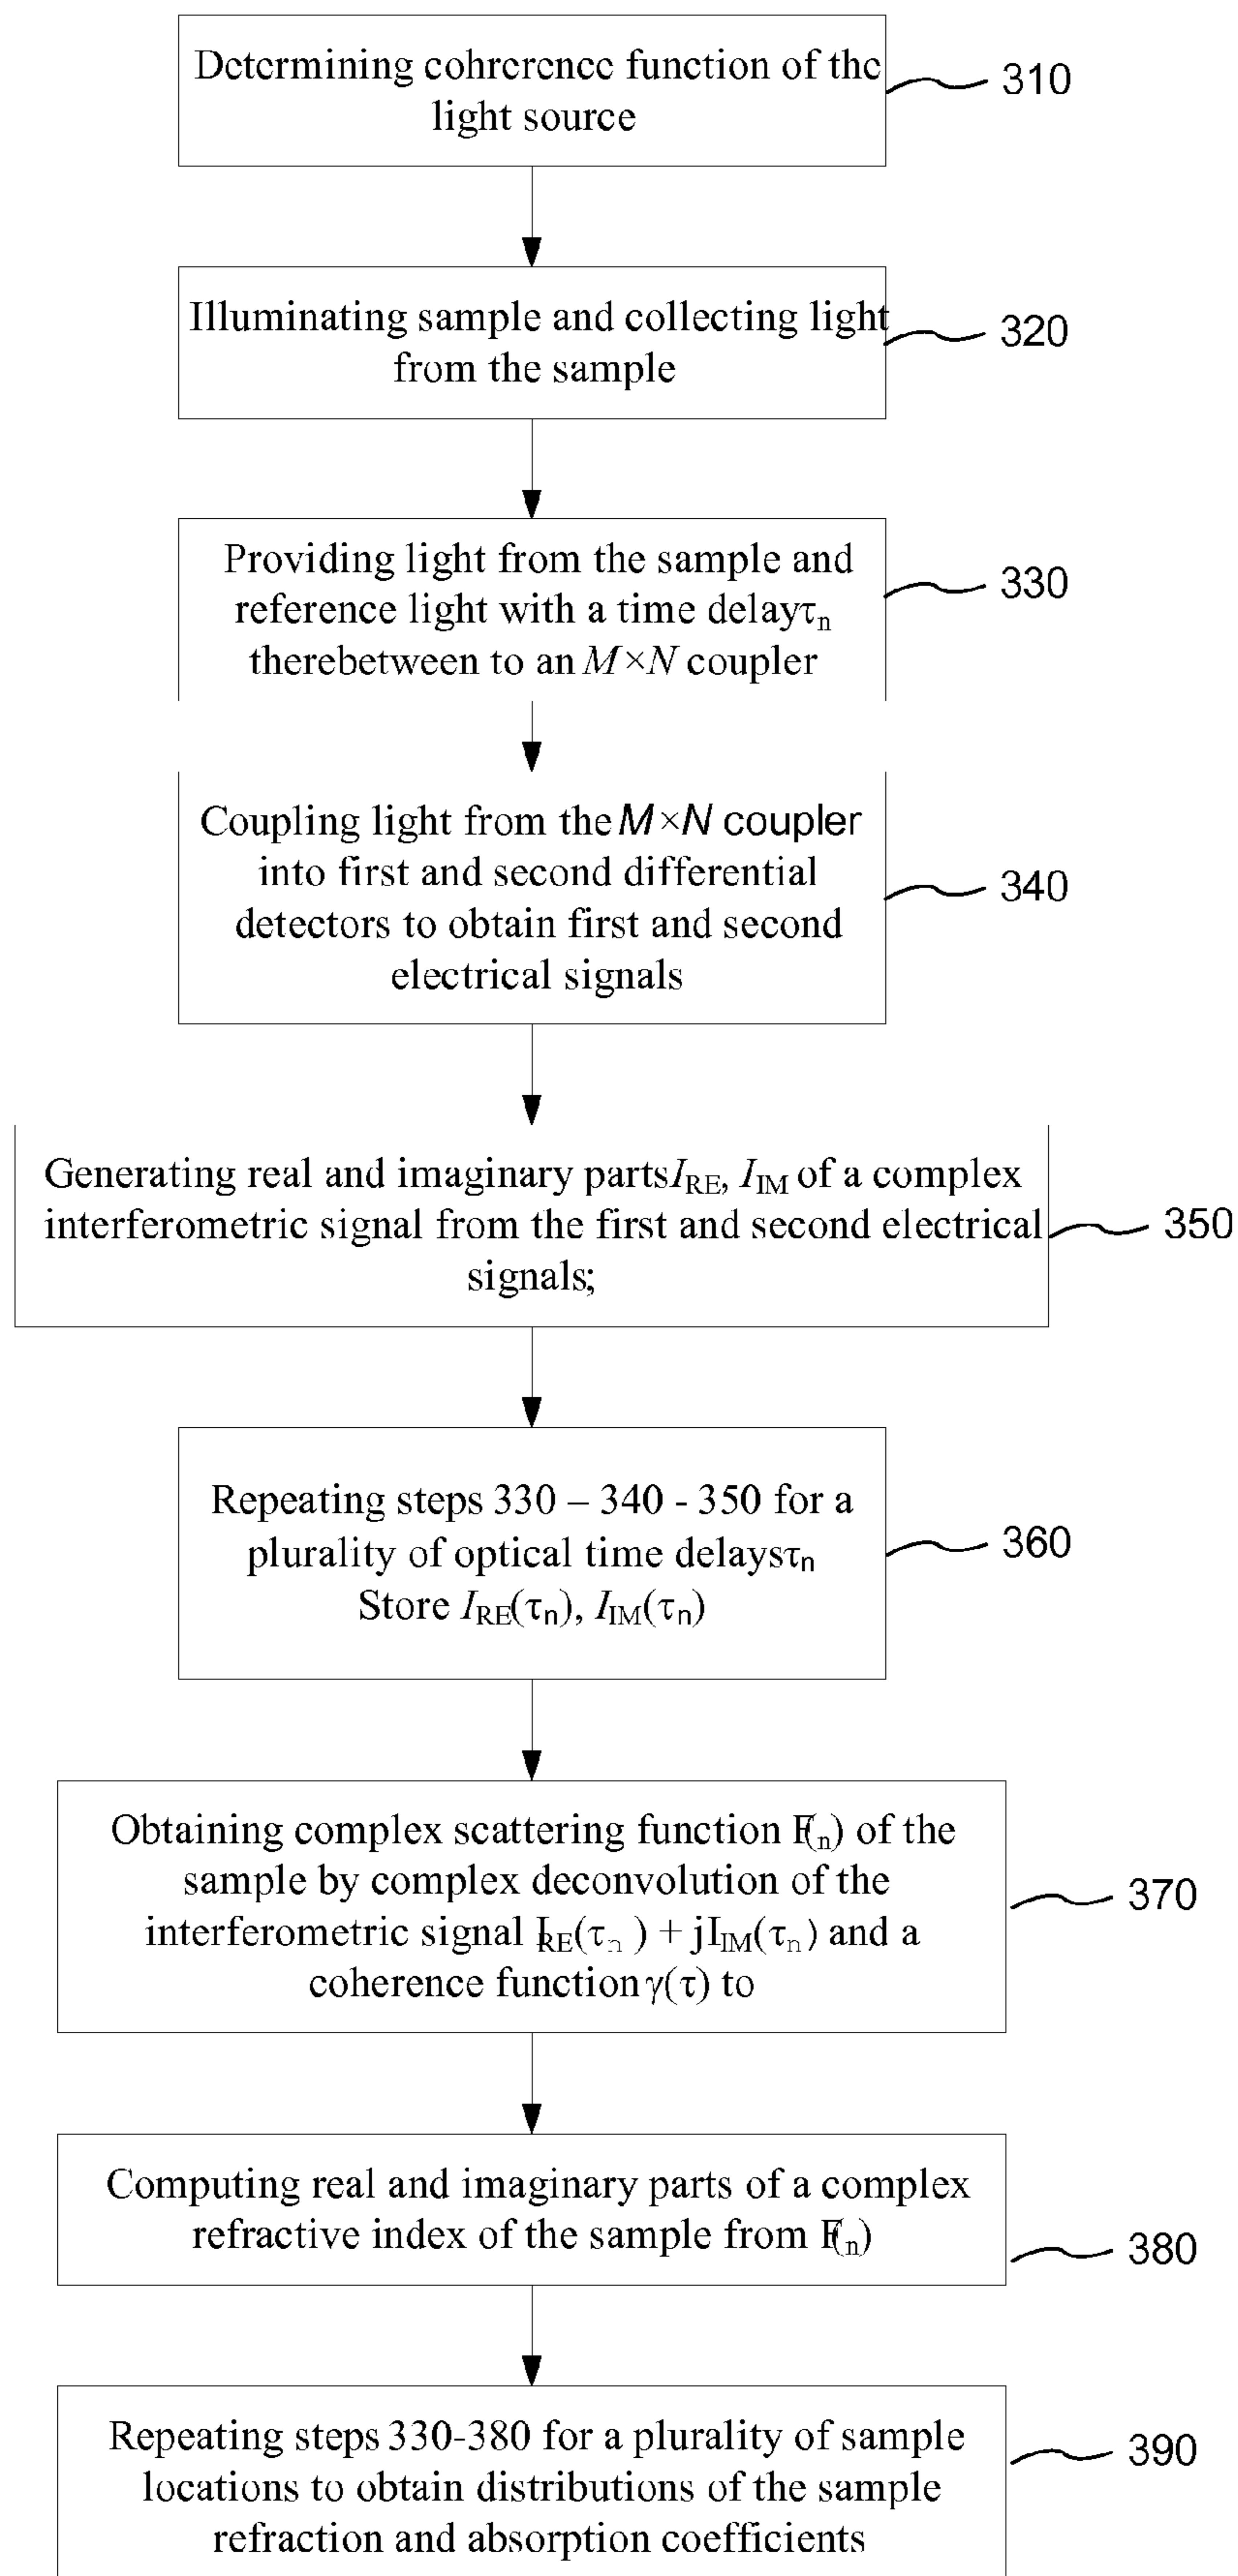 Determining cohrerence function of the
light source
310
Illuminating sample and collecting light
from the sample
320
Providing light from the sample and
reference light with a time delayτn
therebetween to an M×N coupler
330
Coupling light from the M×N coupler
into first and second differential
detectors to obtain first and second
electrical signals
340
Generating real and imaginary parts IRE, IIM of a complex
interferometric signal from the first and second electrical
signals;
350
Repeating steps 330 – 340 - 350 for a
plurality of optical time delaysτn
Store IRE(τn), IIM(τn)
360
Obtaining complex scattering function F(n) of the
sample by complex deconvolution of the
interferometric signal IRE(τn ) + jIIM(τn) and a
coherence function γ(τ) to
370
Computing real and imaginary parts of a complex
refractive index of the sample from F(n)
380
Repeating steps 330-380 for a plurality of sample
locations to obtain distributions of the sample
refraction and absorption coefficients
390